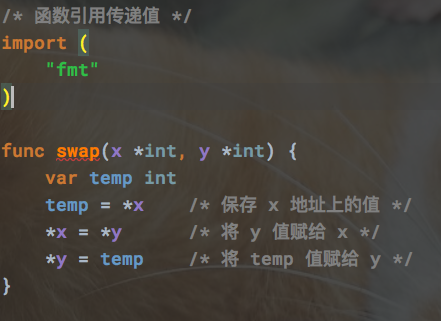 /* 函数引用传递值 */
import (
    "fmt"
)

func swap(x *int, y *int) {
    var temp int
    temp = *x    /* 保存 x 地址上的值 */
    *x = *y      /* 将 y 值赋给 x */
    *y = temp    /* 将 temp 值赋给 y */
}